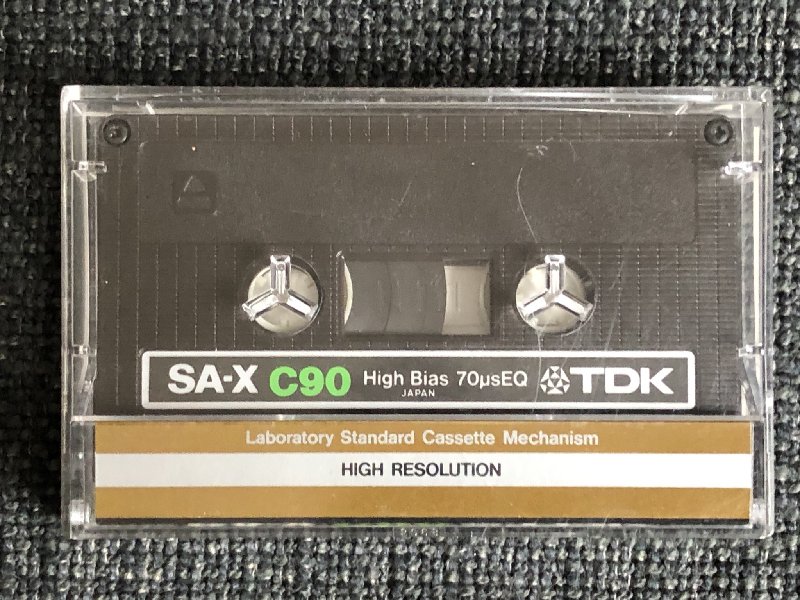 SA-X C90 High Bias 70µsEQ TDK
JAPAN
Laboratory Standard Cassette Mechanism
HIGH RESOLUTION